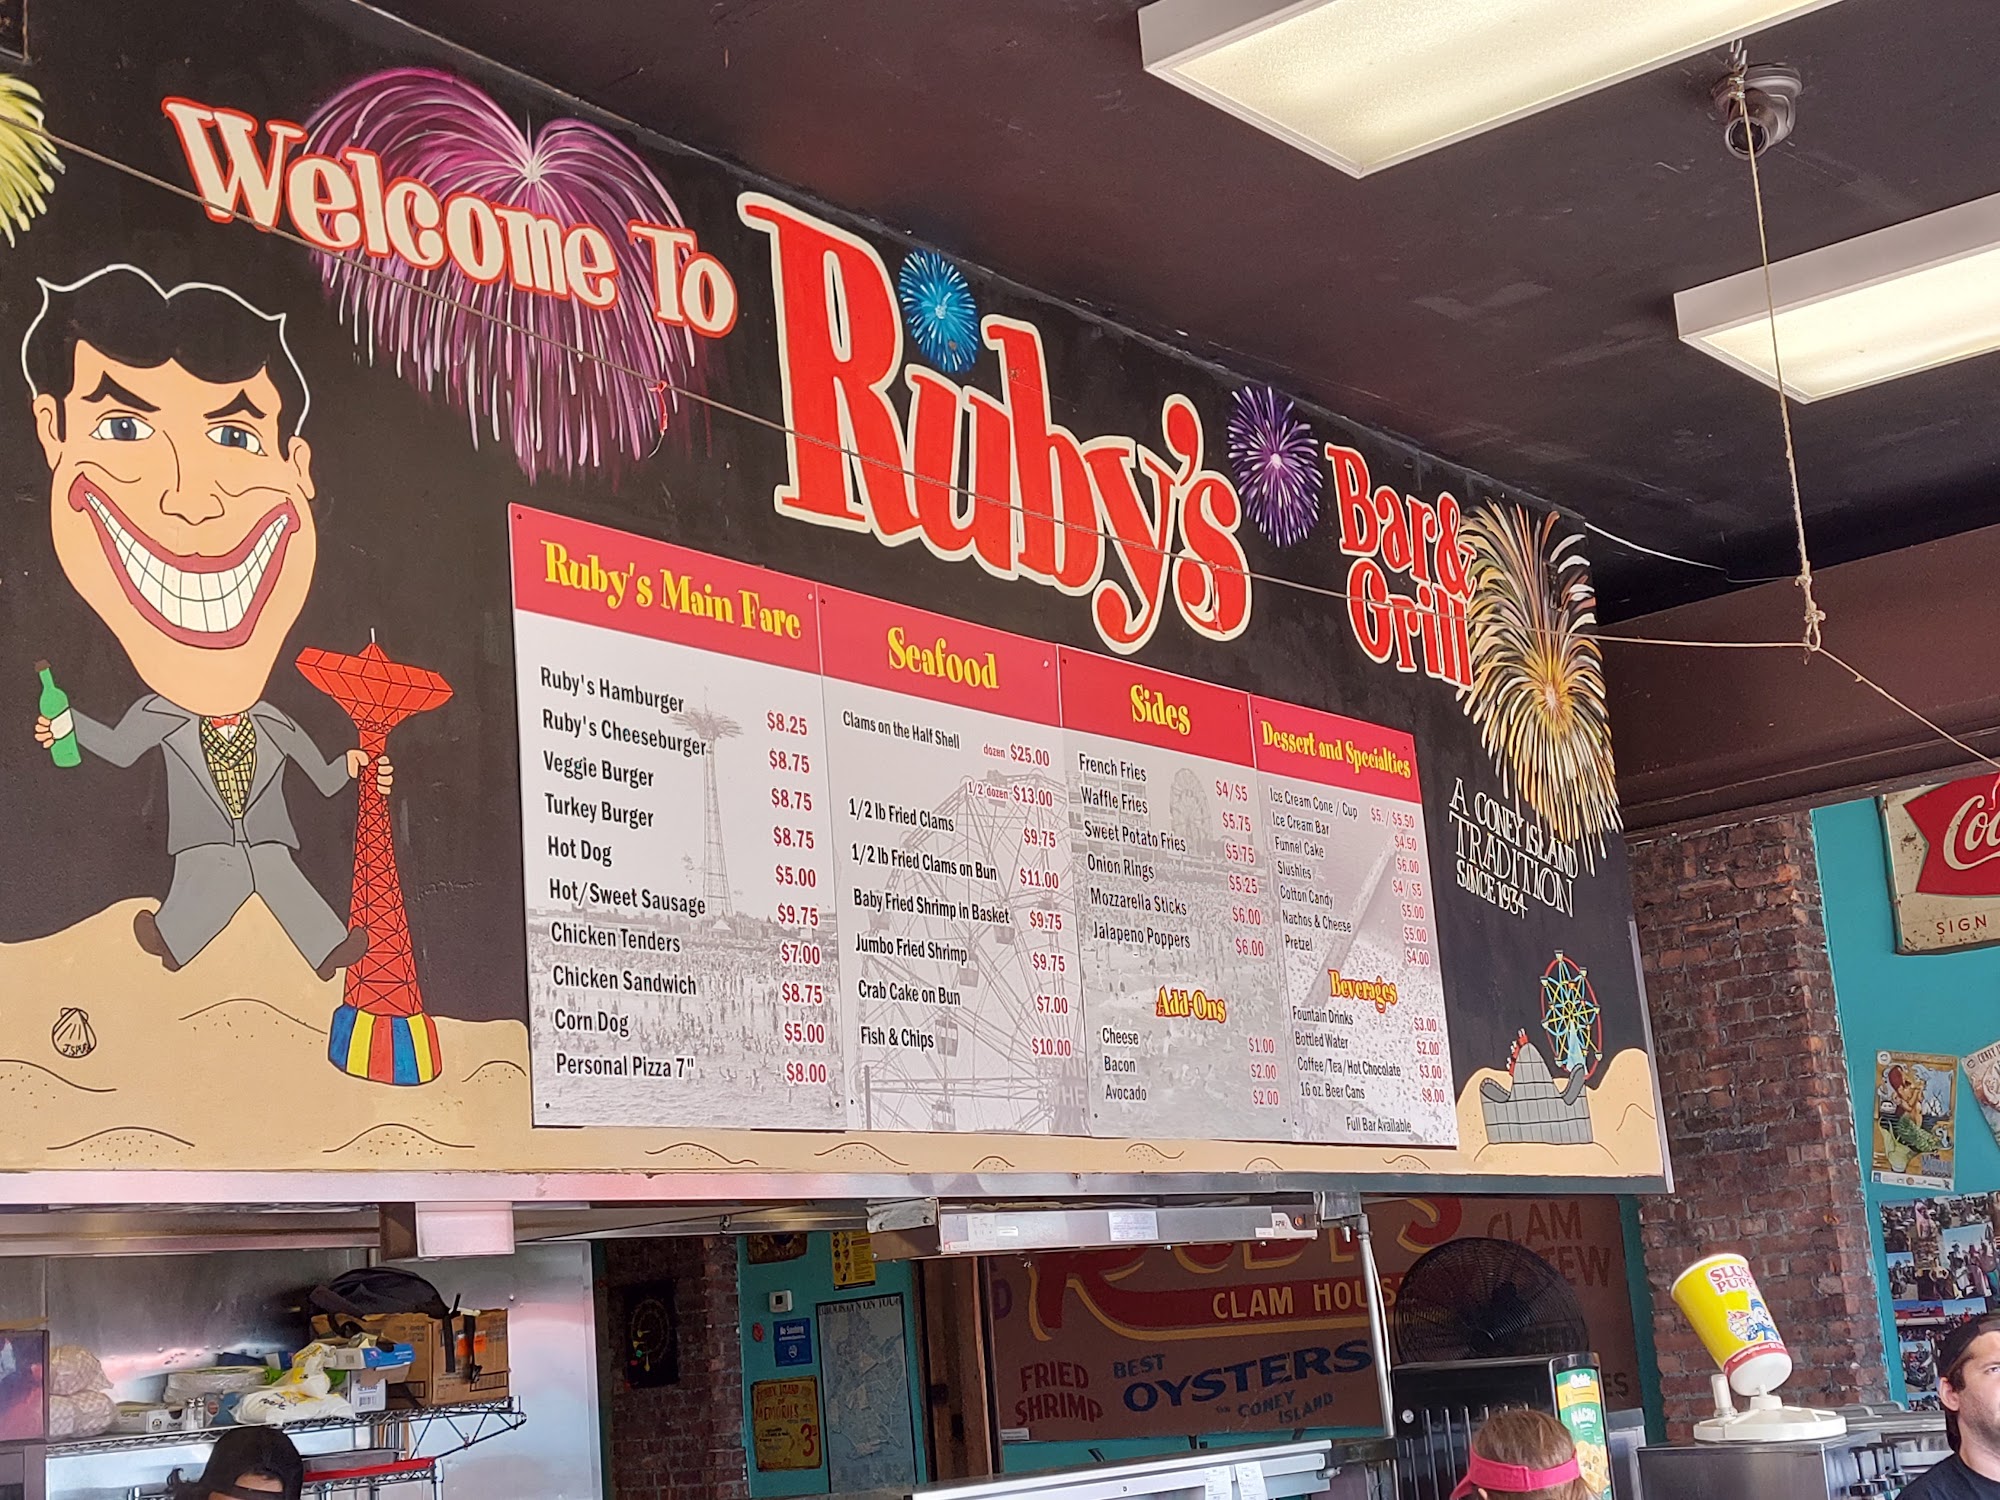 Welcome To
Ruby's
Bar &
Grill
Ruby's Main Fare
Ruby's Hamburger $8.25
Ruby's Cheeseburger $8.75
Veggie Burger $8.75
Turkey Burger $8.75
Hot Dog $5.00
Hot/Sweet Sausage $9.75
Chicken Tenders $7.00
Chicken Sandwich $8.75
Corn Dog $5.00
Personal Pizza 7" $8.00
Seafood
Clams on the Half Shell dozen $25.00
1/2 dozen $13.00
1/2 lb Fried Clams $9.75
1/2 lb Fried Clams on Bun $11.00
Baby Fried Shrimp in Basket $9.75
Jumbo Fried Shrimp $9.75
Crab Cake on Bun $7.00
Fish & Chips $10.00
Sides
French Fries $4/$5
Waffle Fries $5.75
Sweet Potato Fries $5.75
Onion Rings $5.25
Mozzarella Sticks $6.00
Jalapeno Poppers $6.00
Add-Ons
Cheese $1.00
Bacon $2.00
Avocado $2.00
Dessert and Specialties
Ice Cream Cone / Cup $5. / $5.50
Ice Cream Bar $4.50
Funnel Cake $6.00
Slushies $4 / $5
Cotton Candy $5.00
Nachos & Cheese $5.00
Pretzel $4.00
Beverages
Fountain Drinks $3.00
Bottled Water $2.00
Coffee/Tea/Hot Chocolate $3.00
16 oz. Beer Cans $8.00
Full Bar Available
A CONEY ISLAND
TRADITION
SINCE 1934
SIGN
CLAM
CLAM HOUS
FRIED
SHRIMP
BEST
OYSTERS
CONEY
ISLAND